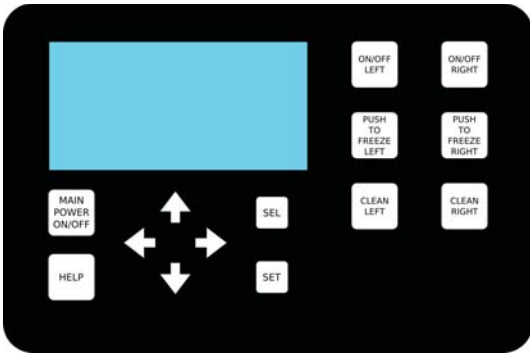 ON/OFF
LEFT
ON/OFF
RIGHT
PUSH
TO
FREEZE
LEFT
PUSH
TO
FREEZE
RIGHT
MAIN
POWER
ON/OFF
SEL
CLEAN
LEFT
CLEAN
RIGHT
HELP
SET